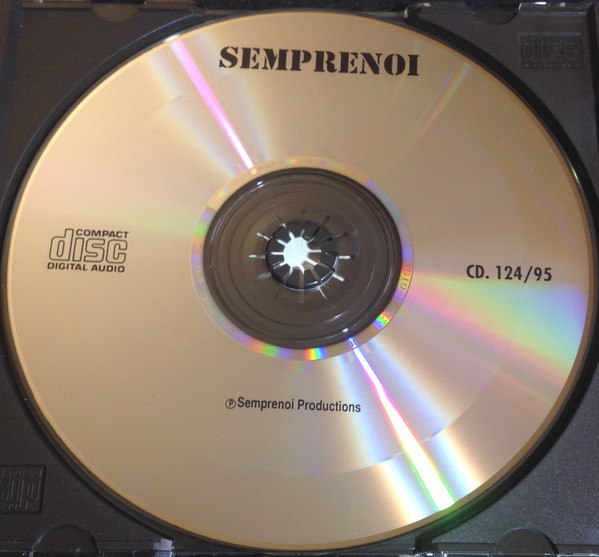 SEMPRENOI
COMPACT
disc
DIGITAL AUDIO
CD. 124/95
℗Semprenoi Productions